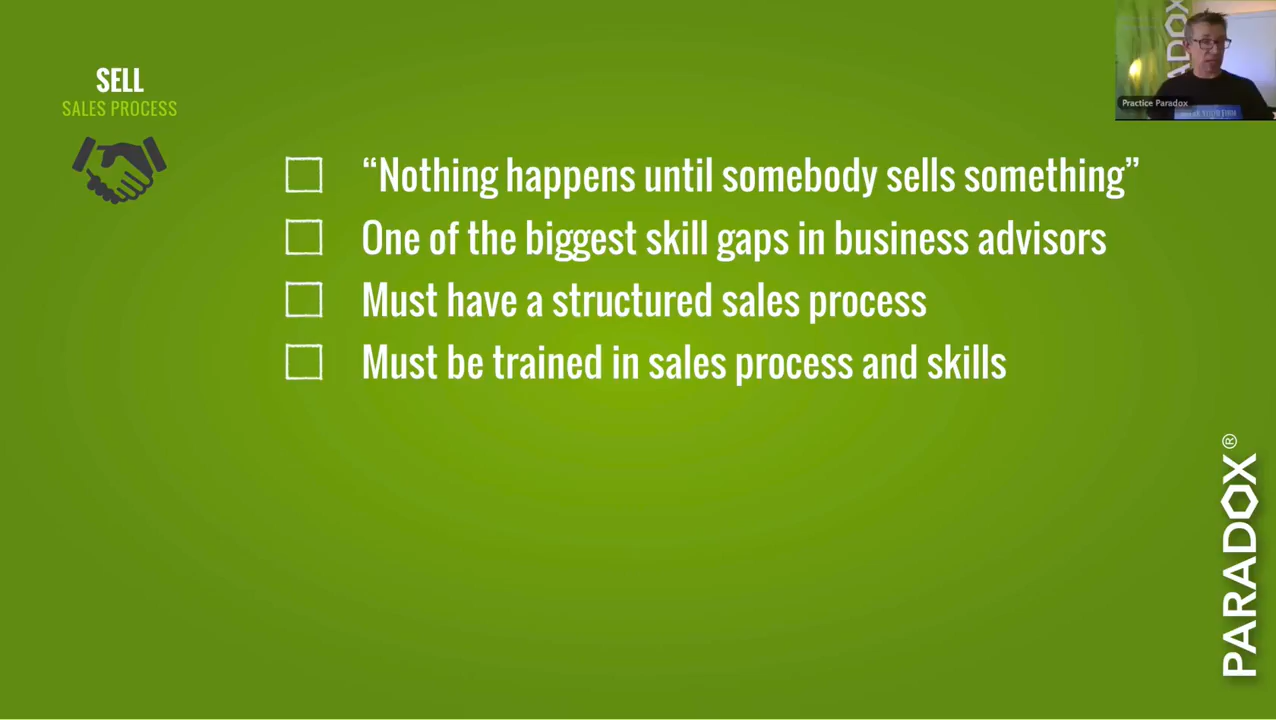 SELL
SALES PROCESS
“Nothing happens until somebody sells something”
One of the biggest skill gaps in business advisors
Must have a structured sales process
Must be trained in sales process and skills
Practice Paradox
PARADOX®